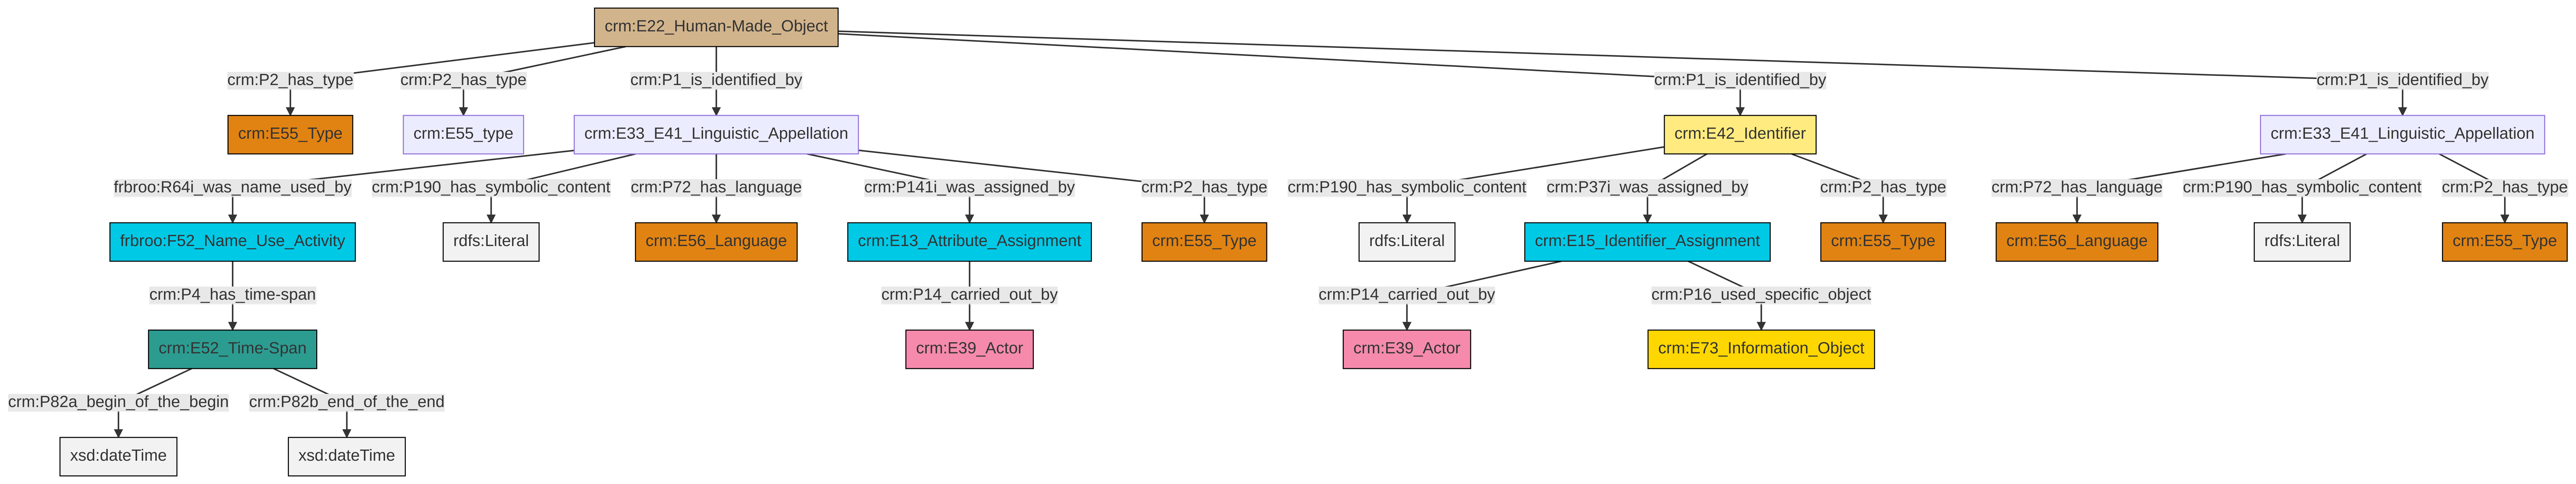 crm:E22_Human-Made_Object
crm:P2_has_type
crm:P2_has_type
crm:P1_is_identified_by
crm:P1_is_identified_by
crm:P1_is_identified_by
crm:E55_Type
crm:E55_type
crm:E33_E41_Linguistic_Appellation
crm:E42_Identifier
crm:E33_E41_Linguistic_Appellation
frbroo:R64i_was_name_used_by
crm:P190_has_symbolic_content
crm:P72_has_language
crm:P141i_was_assigned_by
crm:P2_has_type
crm:P190_has_symbolic_content
crm:P37i_was_assigned_by
crm:P2_has_type
crm:P72_has_language
crm:P190_has_symbolic_content
crm:P2_has_type
frbroo:F52_Name_Use_Activity
rdfs:Literal
crm:E56_Language
crm:E13_Attribute_Assignment
crm:E55_Type
rdfs:Literal
crm:E15_Identifier_Assignment
crm:E55_Type
crm:E56_Language
rdfs:Literal
crm:E55_Type
crm:P4_has_time-span
crm:P14_carried_out_by
crm:P14_carried_out_by
crm:P16_used_specific_object
crm:E52_Time-Span
crm:E39_Actor
crm:E39_Actor
crm:E73_Information_Object
crm:P82a_begin_of_the_begin
crm:P82b_end_of_the_end
xsd:dateTime
xsd:dateTime